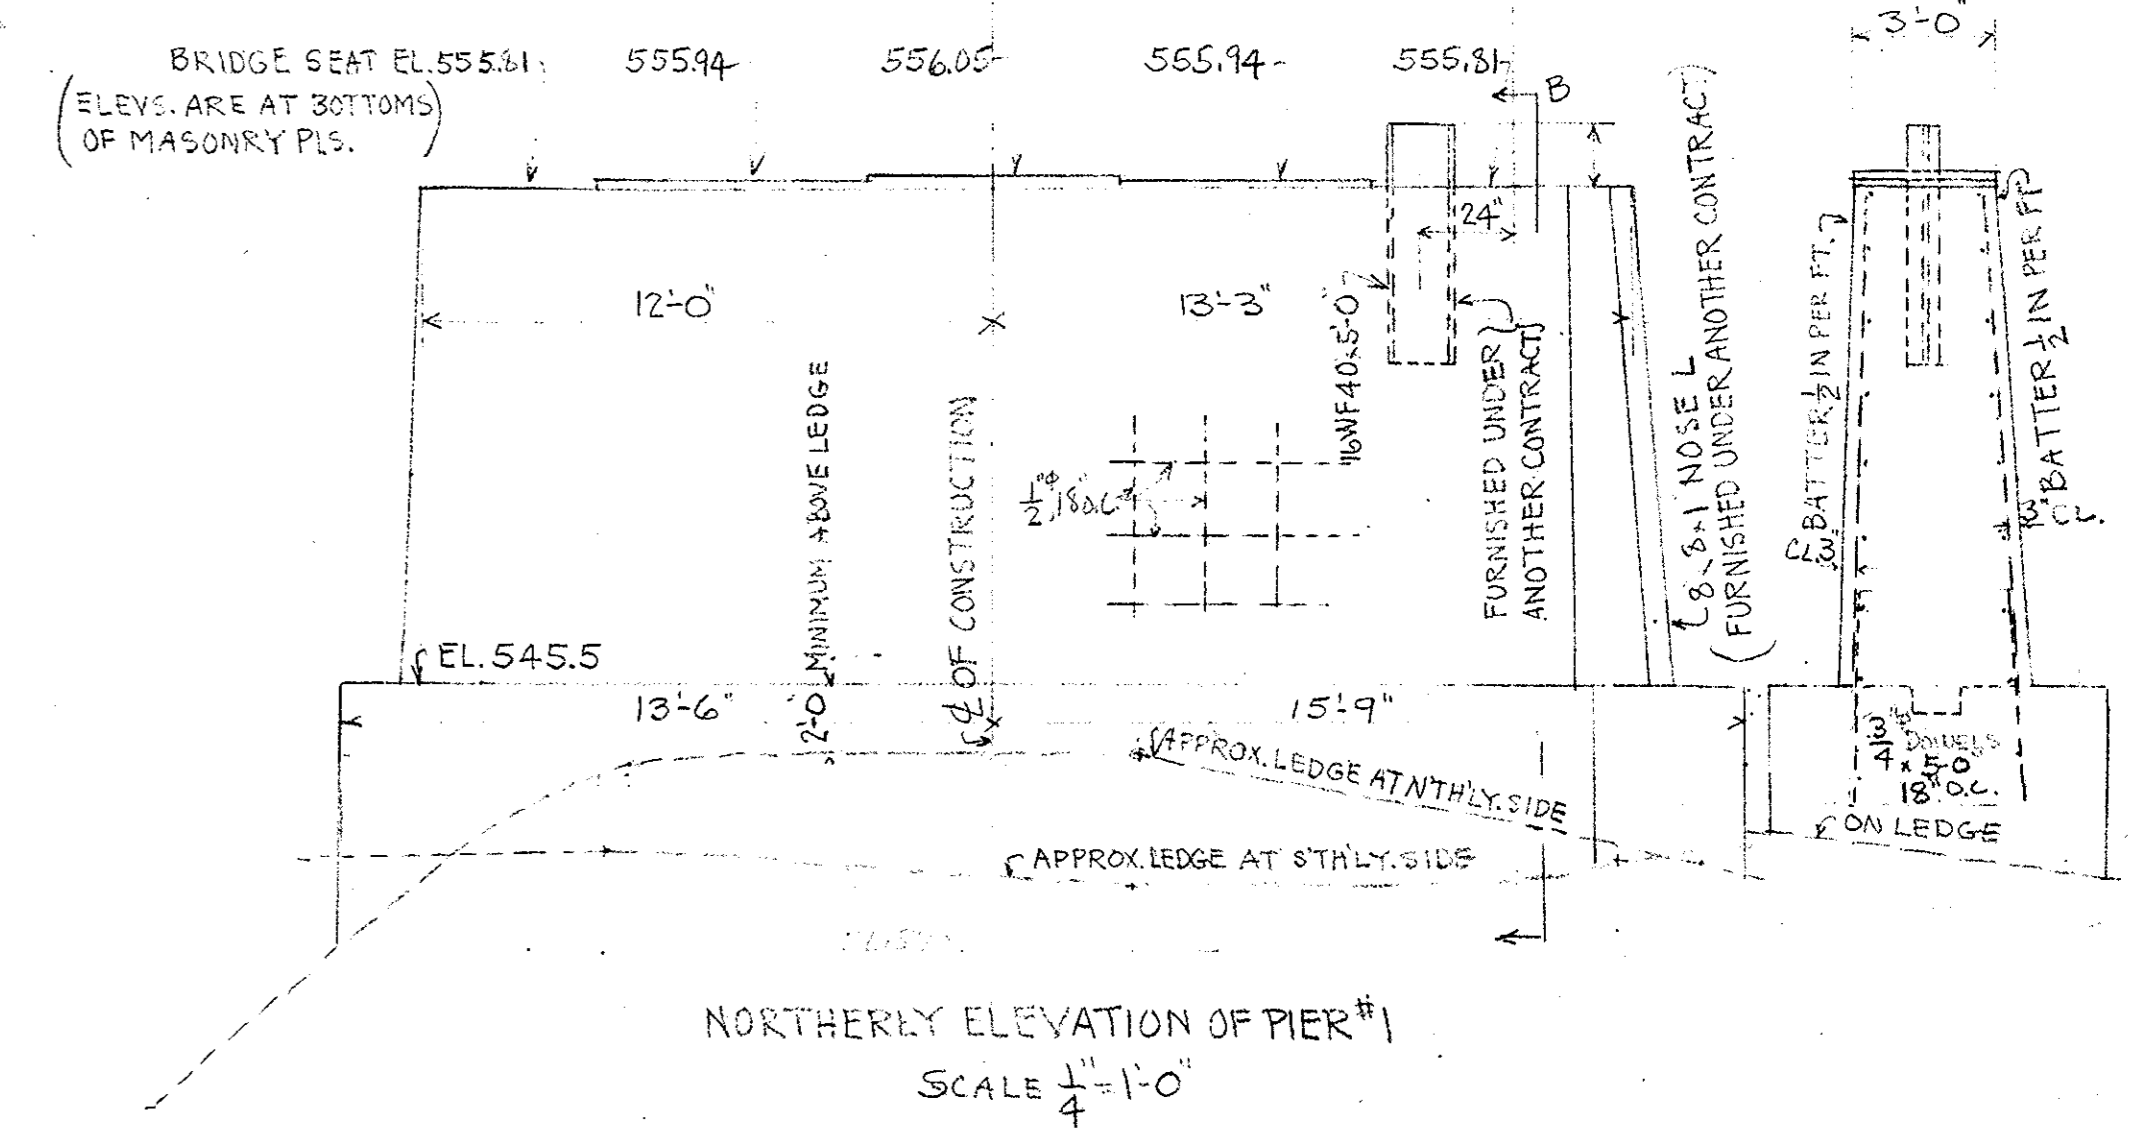 BRIDGE SEAT EL. 555.81
555.94
556.05
555.94
555.81
(ELEVS. ARE AT BOTTOMS
OF MASONRY PLS.)
B
3'-0"
24"
12'-0"
13'-3"
16WF40x5'-0"
FURNISHED UNDER
ANOTHER CONTRACT
L8x8x1 NOSE L
(FURNISHED UNDER ANOTHER CONTRACT)
BATTER 1/2 IN PER FT.
BATTER 1/2 IN PER FT
3" CL.
3" CL.
1/2"φ, 18" O.C.
2'-0 MINIMUM ABOVE LEDGE
℄ OF CONSTRUCTION
EL. 545.5
13'-6"
15'-9"
APPROX. LEDGE AT N'TH'LY. SIDE
APPROX. LEDGE AT S'TH'LY. SIDE
3/4"φ DOWELS
18" O.C.
ON LEDGE
NORTHERLY ELEVATION OF PIER #1
SCALE 1/4" = 1'-0"